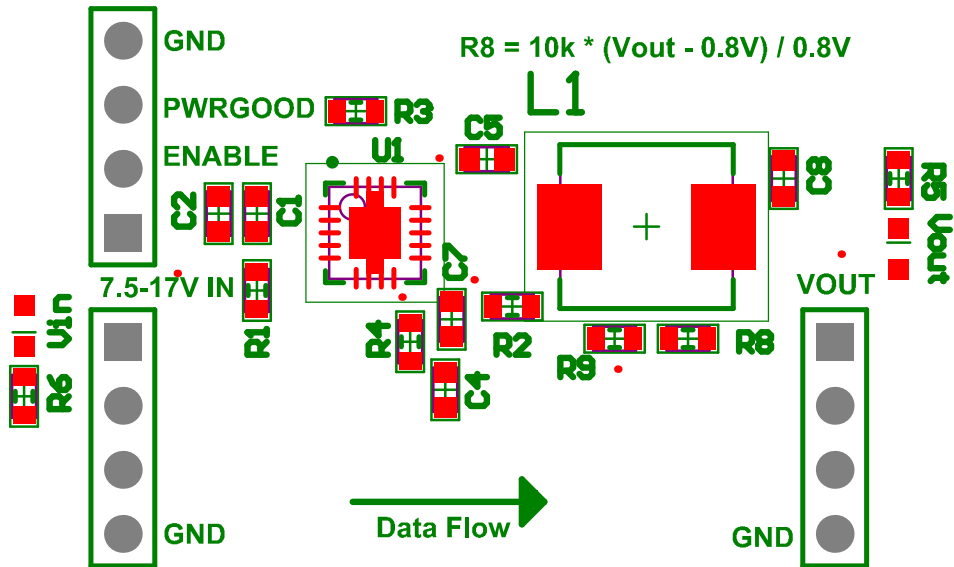 GND
R8 = 10k * (Vout - 0.8V) / 0.8V
L1
PWRGOOD
R3
C5
U1
ENABLE
C8
R5
C2
C1
Vout
C7
7.5-17V IN
VOUT
Vin
R1
R4
R2
R9
R8
R6
C4
GND
Data Flow
GND